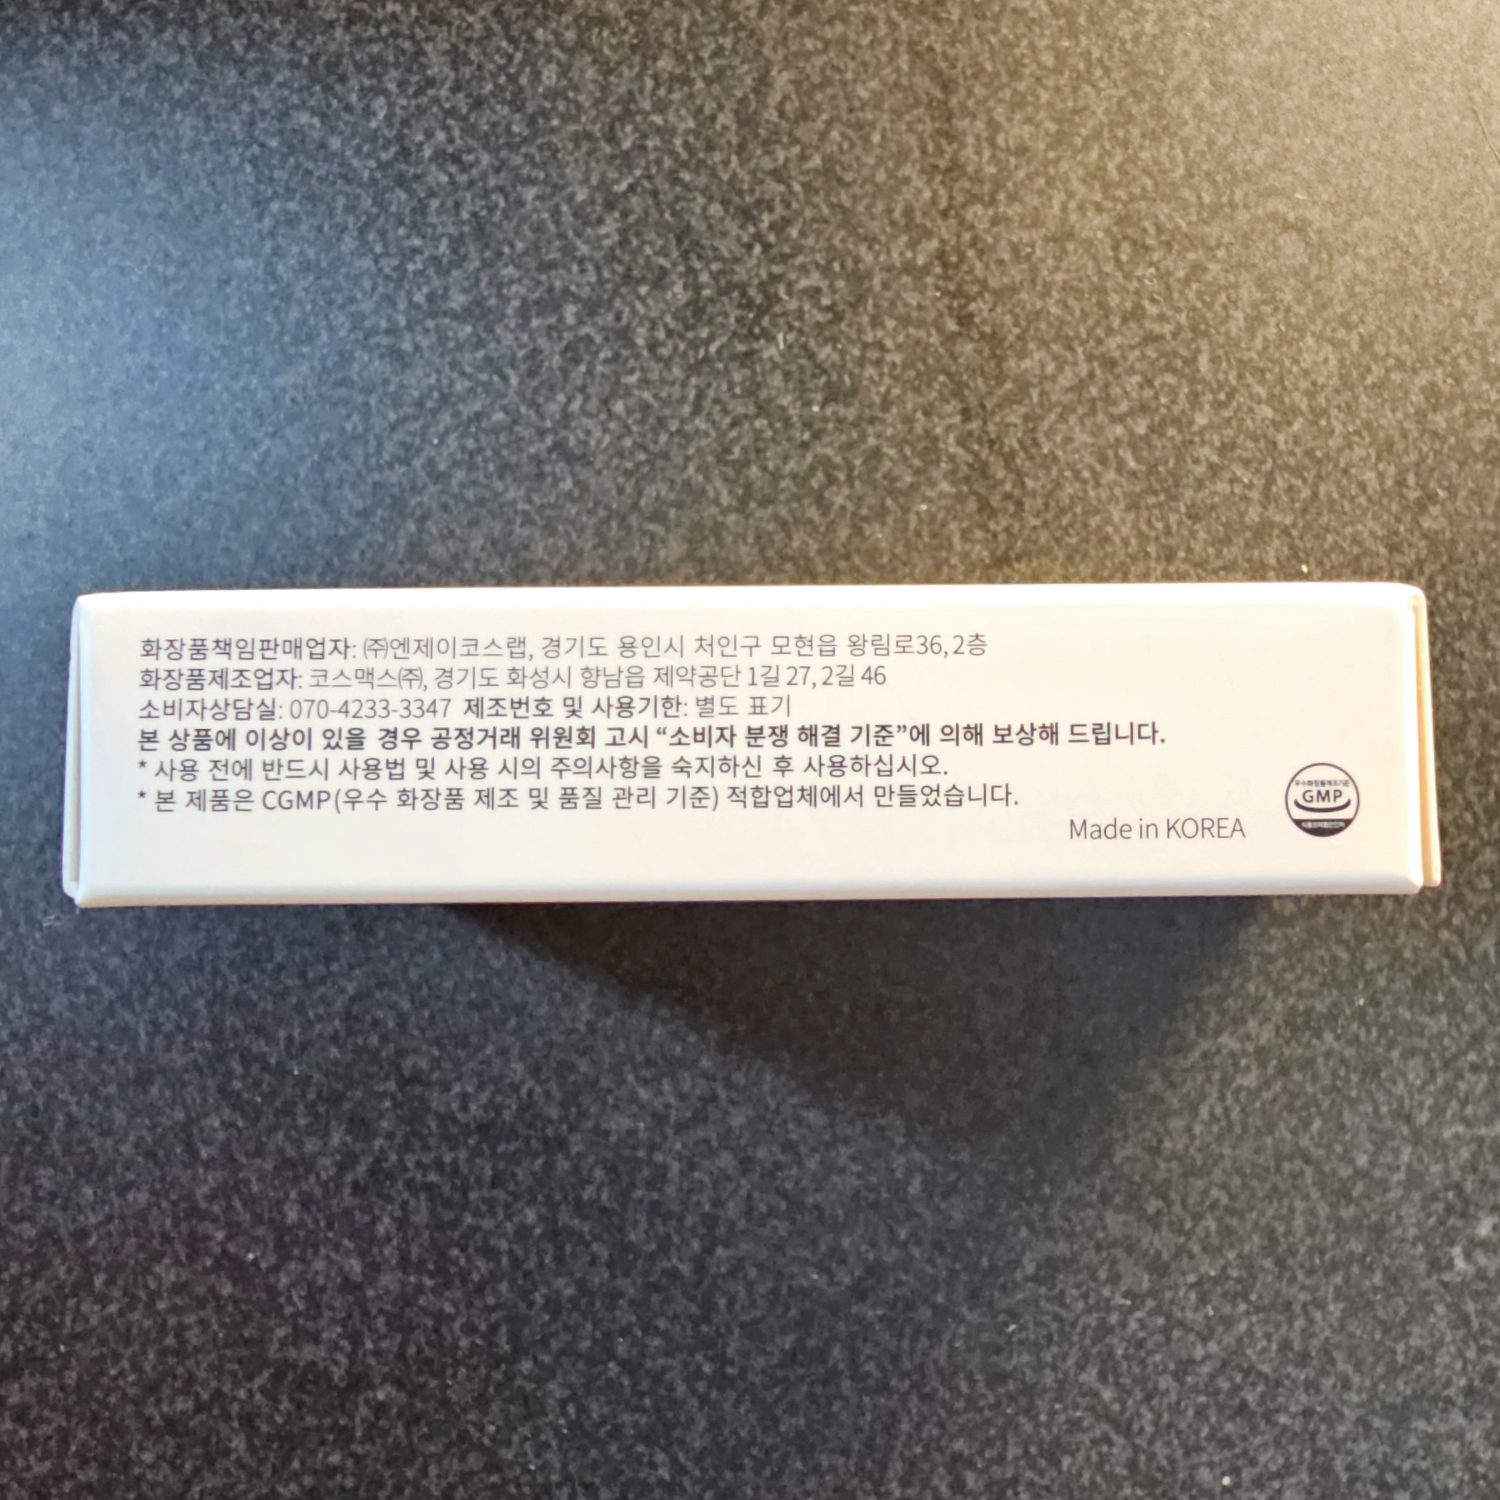 화장품책임판매업자: ㈜엔제이코스랩, 경기도 용인시 처인구 모현읍 왕림로36, 2층
화장품제조업자: 코스맥스㈜, 경기도 화성시 향남읍 제약공단 1길 27, 2길 46
소비자상담실: 070-4233-3347 제조번호 및 사용기한: 별도 표기
본 상품에 이상이 있을 경우 공정거래 위원회 고시 “소비자 분쟁 해결 기준”에 의해 보상해 드립니다.
* 사용 전에 반드시 사용법 및 사용 시의 주의사항을 숙지하신 후 사용하십시오.
* 본 제품은 CGMP(우수 화장품 제조 및 품질 관리 기준) 적합업체에서 만들었습니다.
Made in KOREA
우수화장품제조기준
GMP